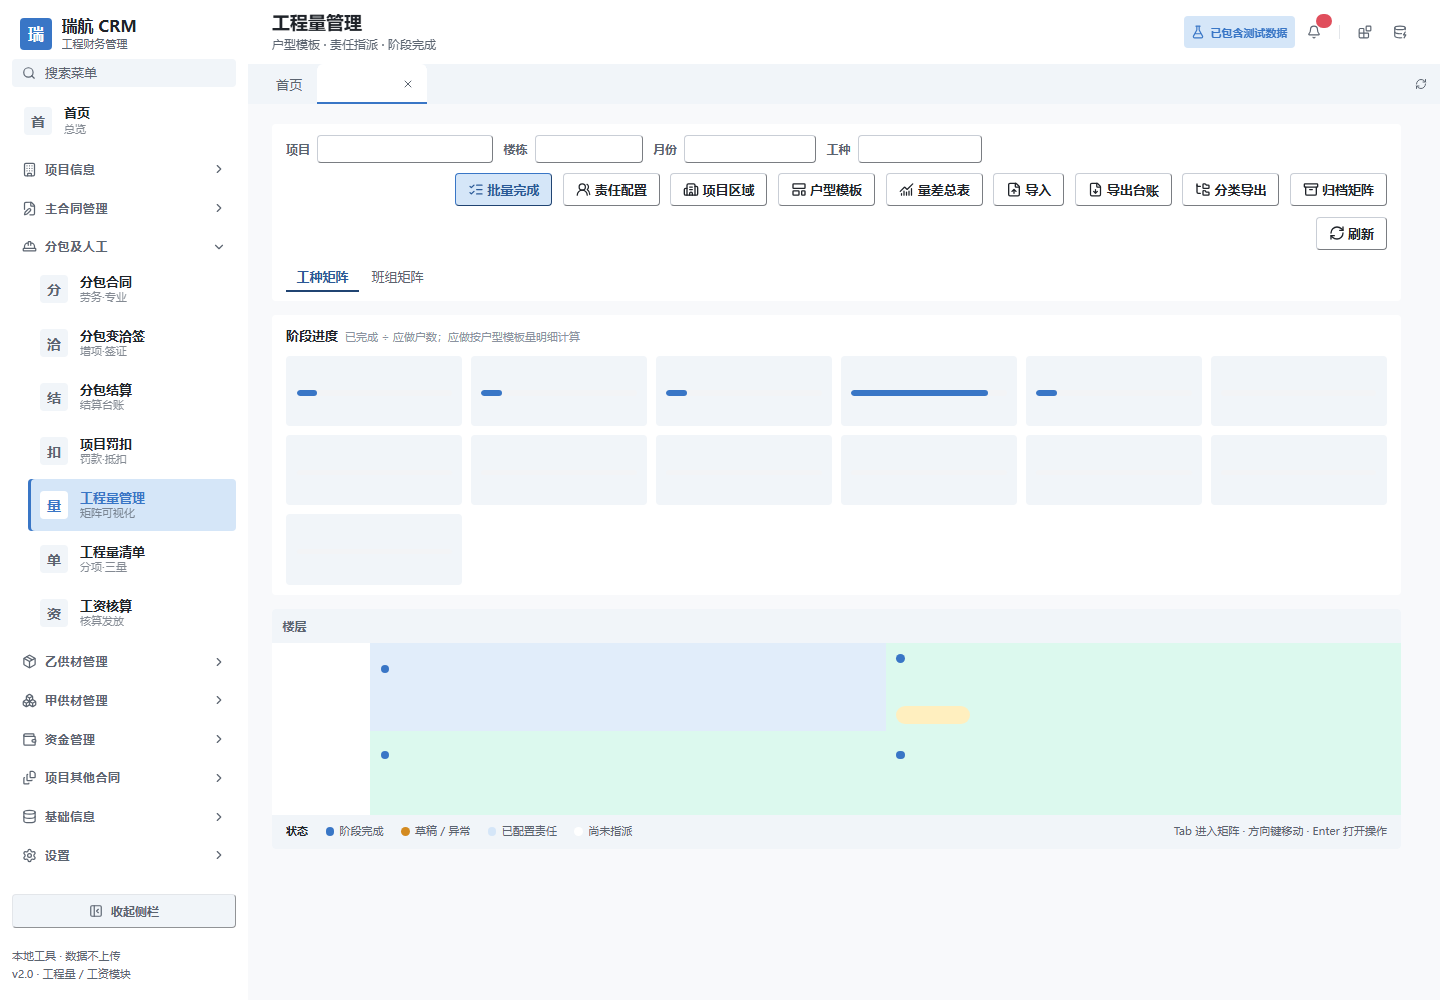 瑞 瑞航 CRM
工程财务管理
搜索菜单
首 首页
总览
项目信息
主合同管理
分包及人工
分 分包合同
劳务·专业
洽 分包变洽签
增项·签证
结 分包结算
结算台账
扣 项目罚扣
罚款·抵扣
量 工程量管理
矩阵可视化
单 工程量清单
分项·三量
资 工资核算
核算发放
乙供材管理
甲供材管理
资金管理
项目其他合同
基础信息
设置
收起侧栏
本地工具 · 数据不上传
v2.0 · 工程量 / 工资模块
工程量管理
户型模板 · 责任指派 · 阶段完成
已包含测试数据
首页
项目 楼栋 月份 工种
批量完成 责任配置 项目区域 户型模板 量差总表 导入 导出台账 分类导出 归档矩阵
刷新
工种矩阵 班组矩阵
阶段进度 已完成 ÷ 应做户数；应做按户型模板量明细计算
楼层
状态 阶段完成 草稿 / 异常 已配置责任 尚未指派
Tab 进入矩阵 · 方向键移动 · Enter 打开操作